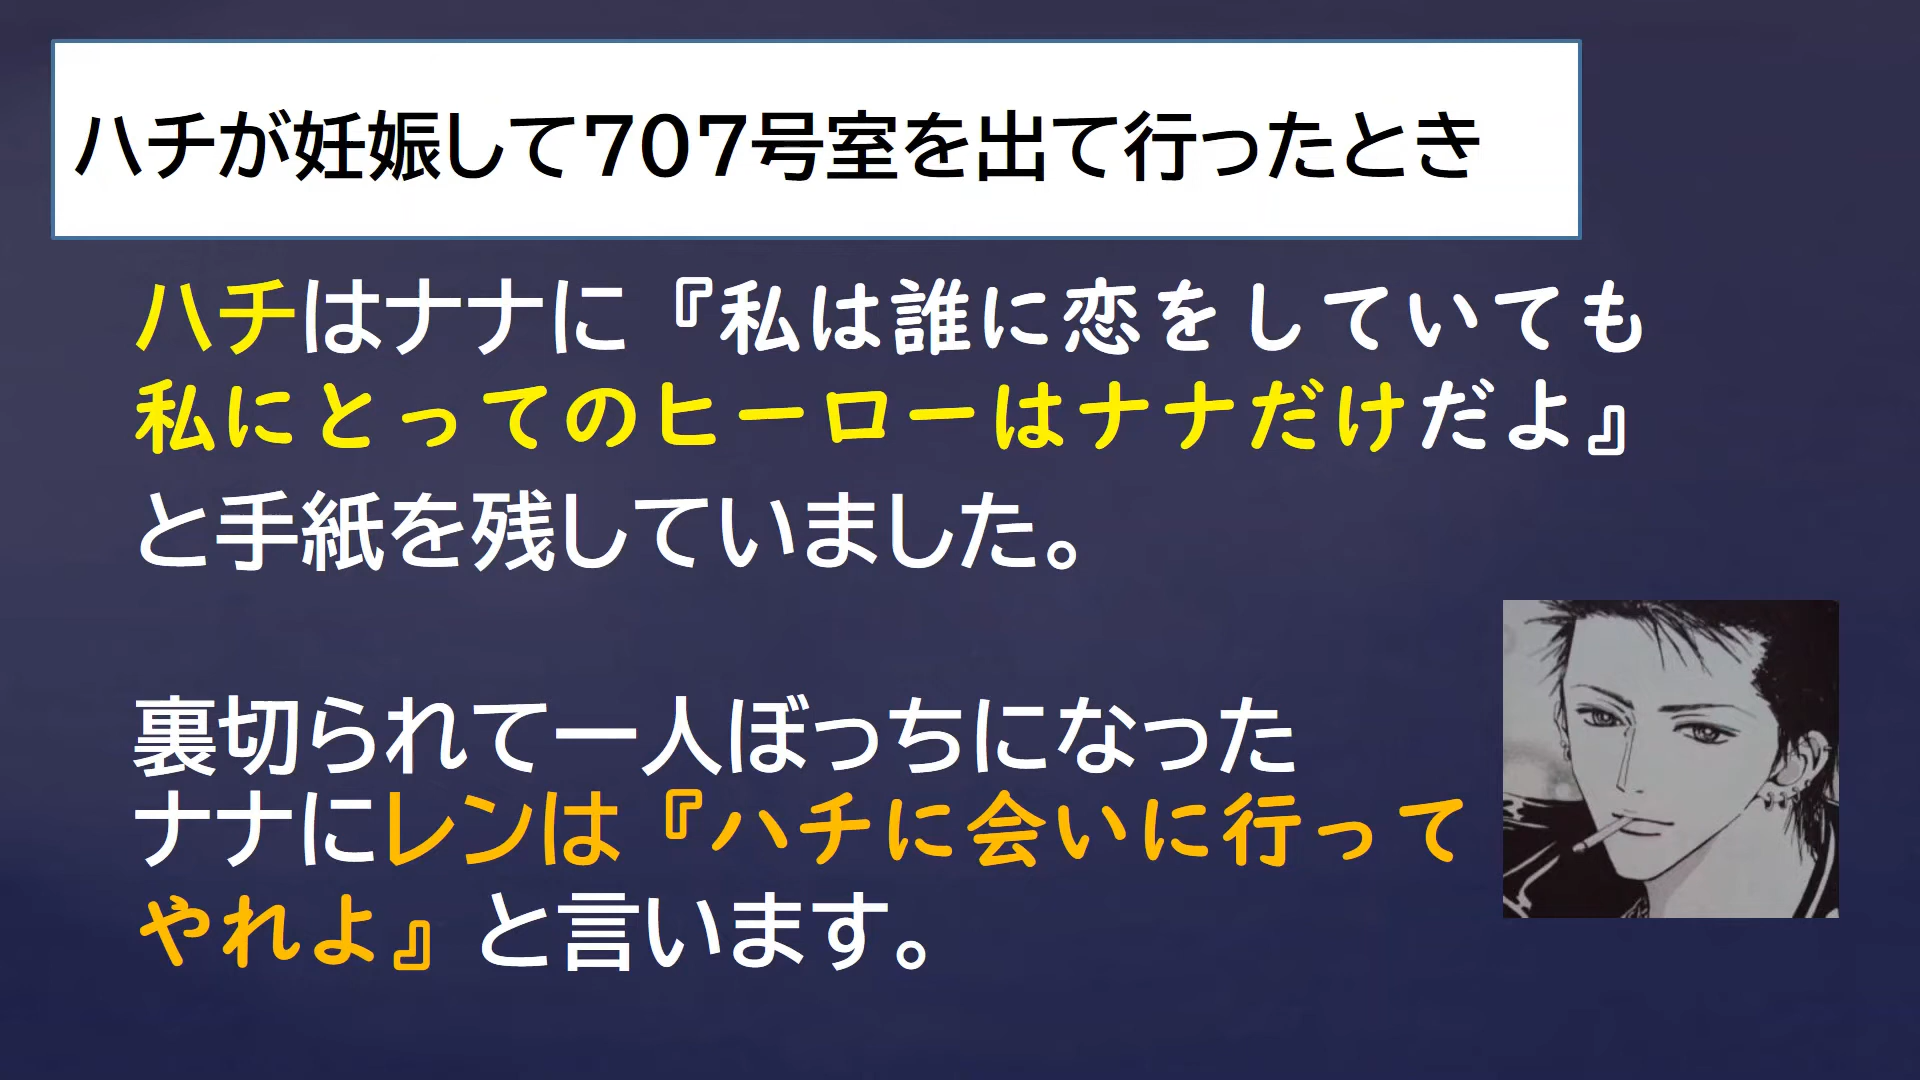 ハチが妊娠して707号室を出て行ったとき
ハチはナナに『私は誰に恋をしていても
私にとってのヒーローはナナだけだよ』
と手紙を残していました。
裏切られて一人ぼっちになった
ナナにレンは『ハチに会いに行って
やれよ』と言います。